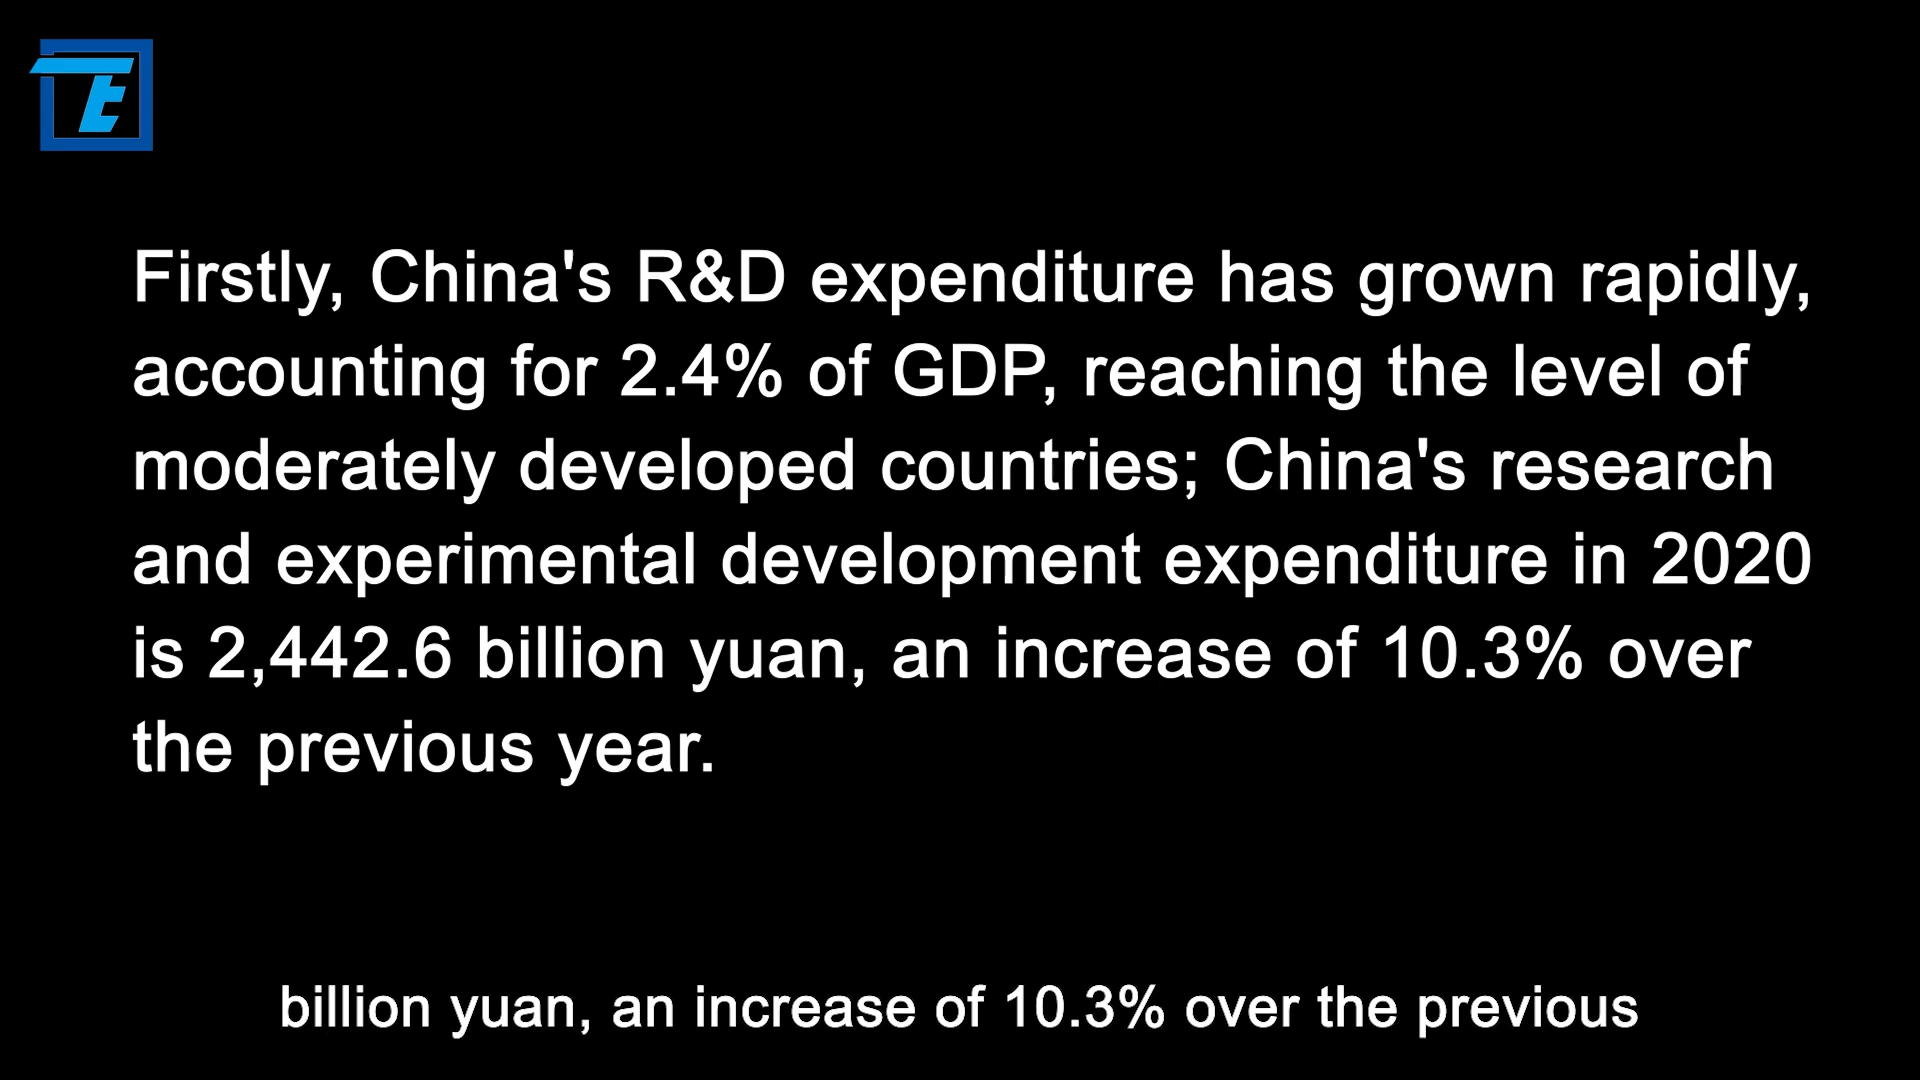 TE
Firstly, China's R&D expenditure has grown rapidly,
accounting for 2.4% of GDP, reaching the level of
moderately developed countries; China's research
and experimental development expenditure in 2020
is 2,442.6 billion yuan, an increase of 10.3% over
the previous year.
billion yuan, an increase of 10.3% over the previous